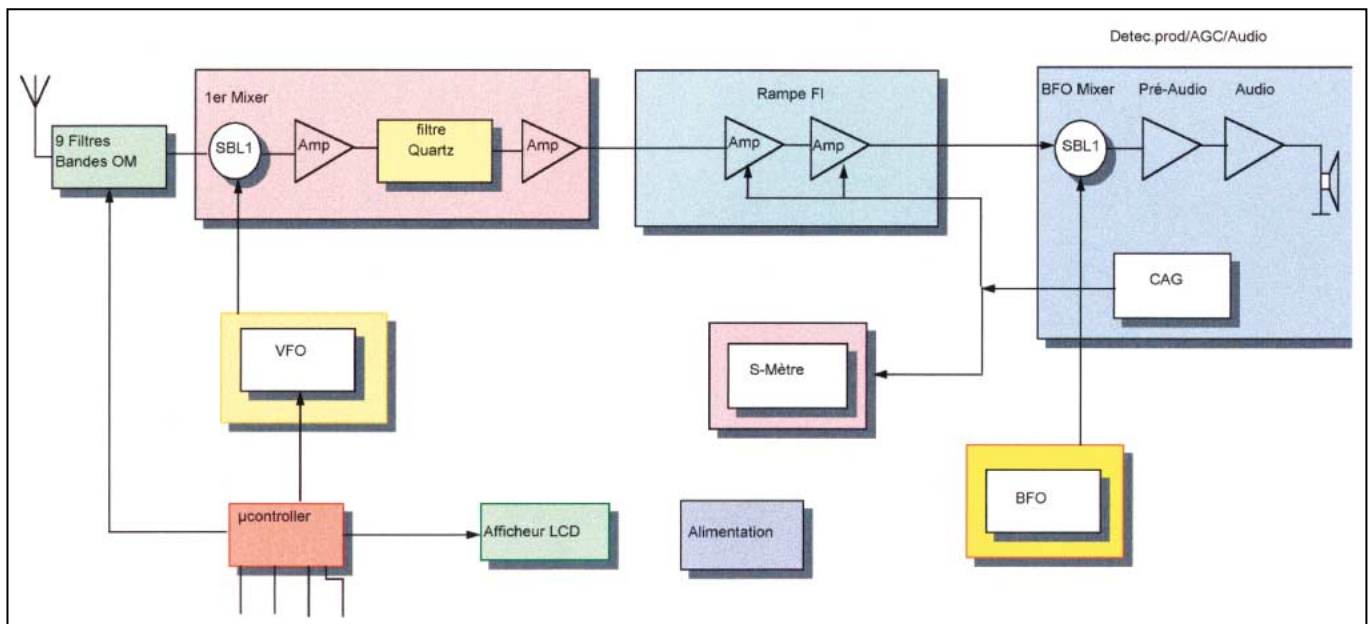 Detec.prod/AGC/Audio
1er Mixer
Rampe FI
BFO Mixer
Pré-Audio
Audio
9 Filtres
Bandes OM
SBL1
Amp
filtre
Quartz
Amp
Amp
Amp
SBL1
CAG
VFO
S-Mètre
BFO
µcontroller
Afficheur LCD
Alimentation